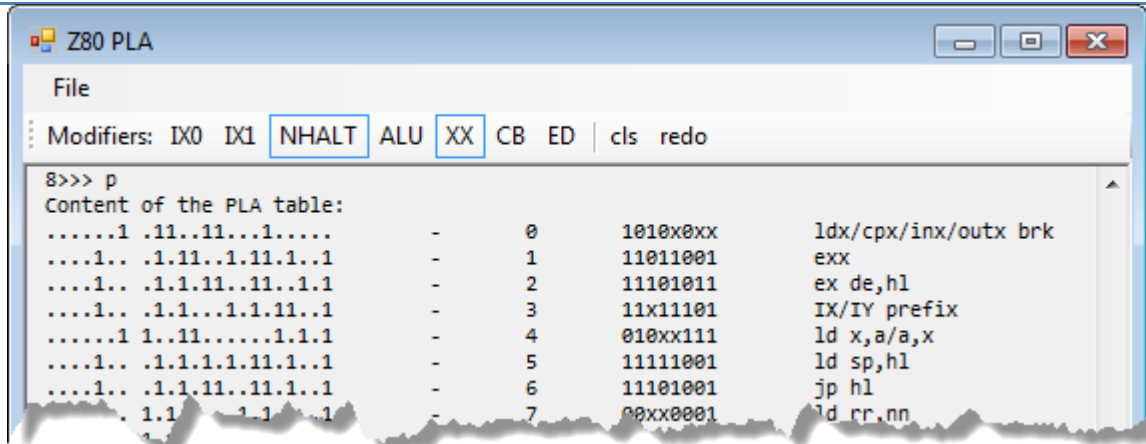 Z80 PLA
File
Modifiers: IX0 IX1 NHALT ALU XX CB ED cls redo
8>>> p
Content of the PLA table:
......1 .11..11...1..... - 0 1010x0xx ldx/cpx/inx/outx brk
....1.. .1.11..1.11.1..1 - 1 11011001 exx
....1.. .1.1.11..11..1.1 - 2 11101011 ex de,hl
....1.. .1.1...1.1.11..1 - 3 11x11101 IX/IY prefix
......1 1..11......1.1.1 - 4 010xx111 ld x,a/a,x
....1.. .1.1.1.1.11.1..1 - 5 11111001 ld sp,hl
....1.. .1.1.11..11.1..1 - 6 11101001 jp hl
- 7 00xx0001 ld rr,nn